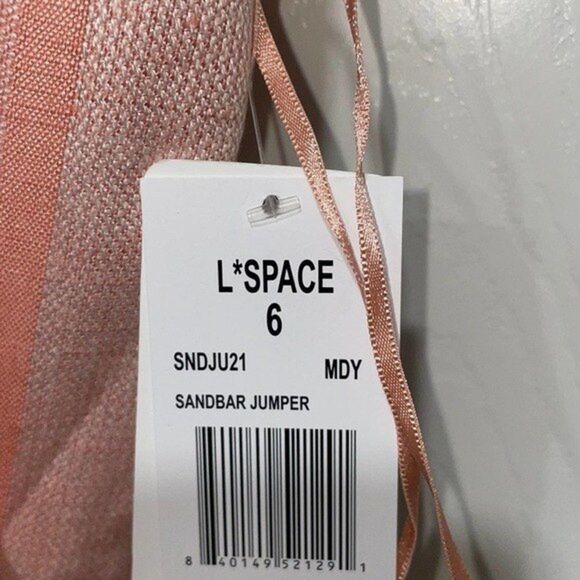 L*SPACE
6
SNDJU21 MDY
SANDBAR JUMPER
8 40149 52129 1